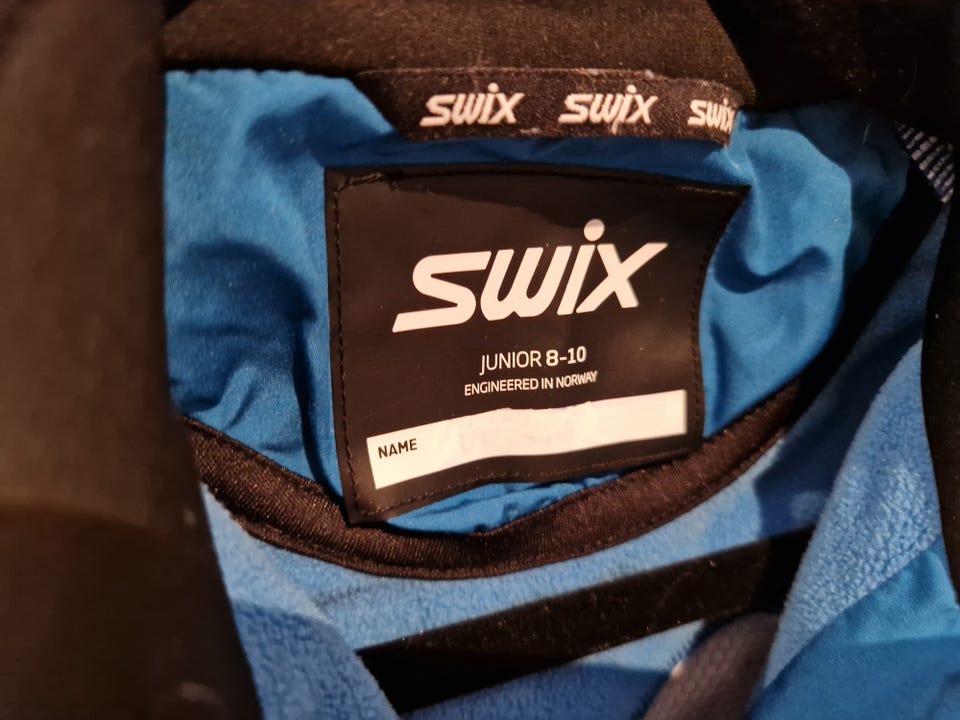 SWIX SWIX SWIX
SWIX
JUNIOR 8-10
ENGINEERED IN NORWAY
NAME